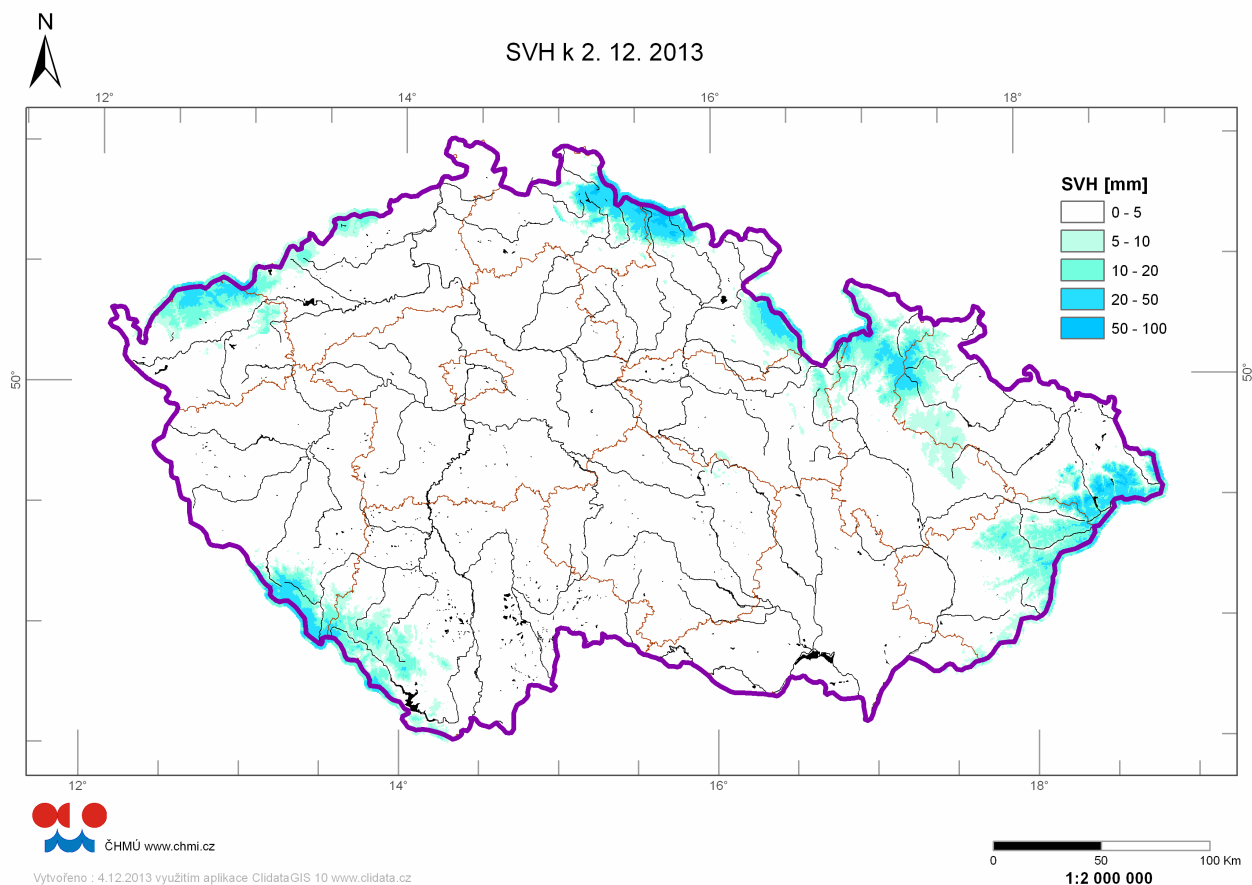 N
SVH k 2. 12. 2013
12° 14° 16° 18°
SVH [mm]
0 - 5
5 - 10
10 - 20
20 - 50
50 - 100
50° 50°
12° 14° 16° 18°
ČHMÚ www.chmi.cz
0 50 100 Km
1:2 000 000
Vytvořeno : 4.12.2013 využitím aplikace ClidataGIS 10 www.clidata.cz